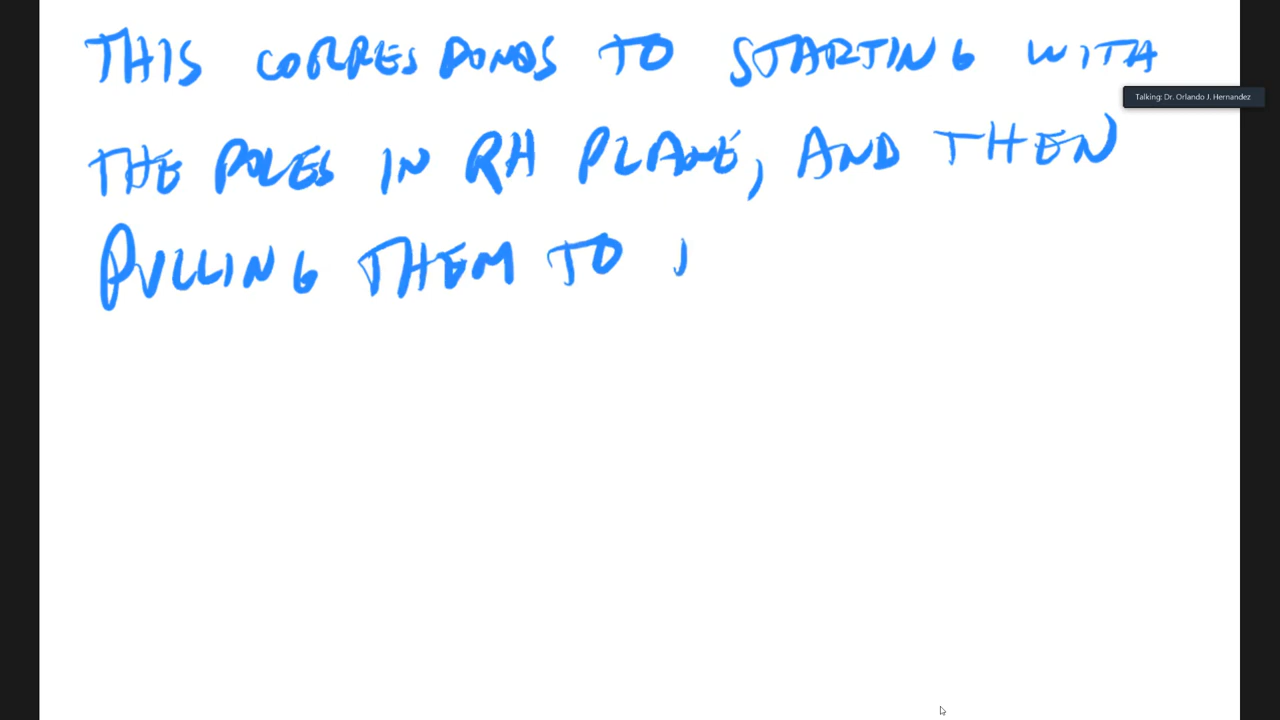 THIS CORRESPONDS TO STARTING WITH
Talking: Dr. Orlando J. Hernandez
THE POLES IN RH PLANE, AND THEN
PULLING THEM TO J